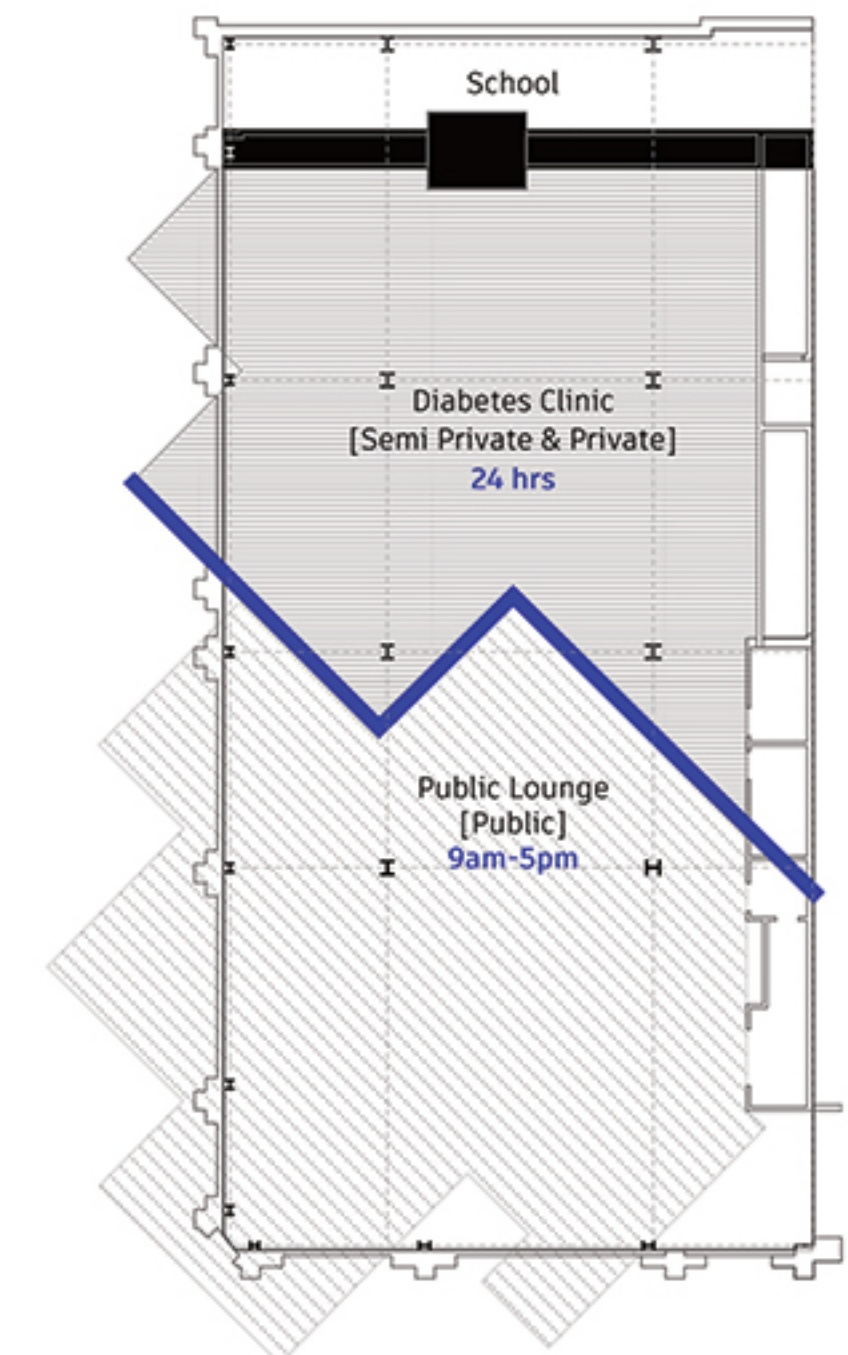 School
Diabetes Clinic
[Semi Private & Private]
24 hrs
Public Lounge
[Public]
9am-5pm